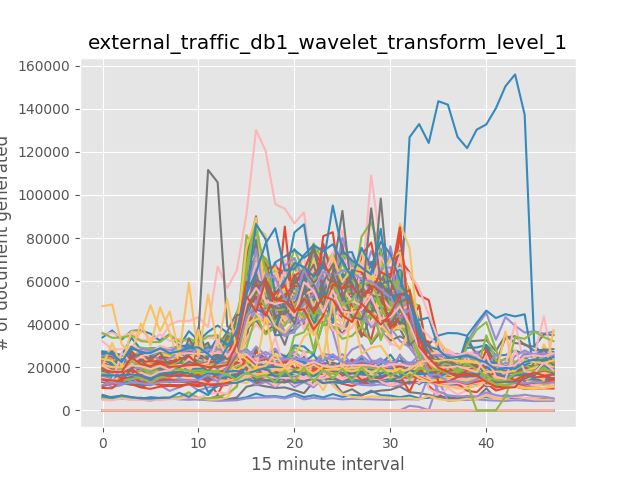 external_traffic_db1_wavelet_transform_level_1
160000
140000
120000
100000
80000
60000
40000
20000
0
# of document generated
0 10 20 30 40
15 minute interval